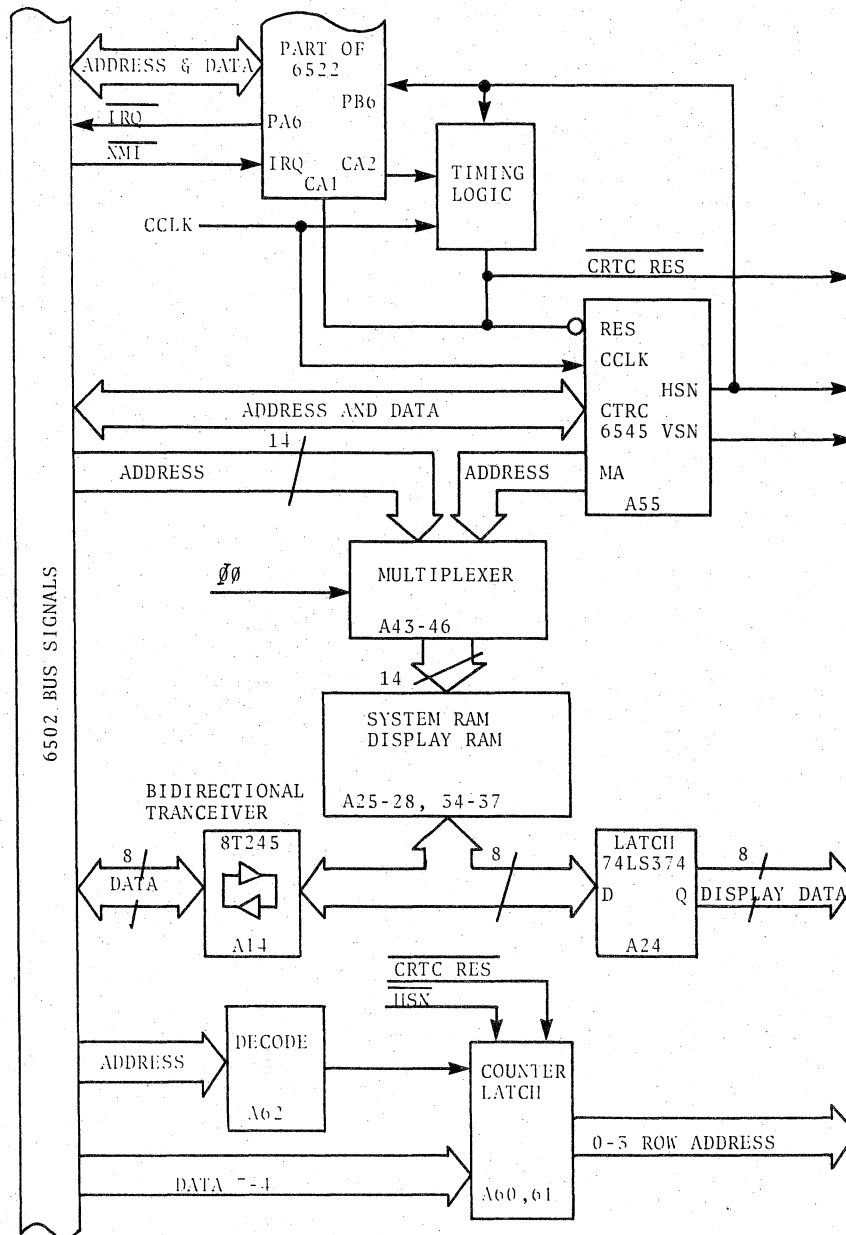 PART OF
6522
ADDRESS & DATA
PB6
IRQ
PA6
NMI
IRQ
CA2
CA1
TIMING
LOGIC
CCLK
CRTC RES
RES
CCLK
HSN
ADDRESS AND DATA
CTRC
6545 VSN
14
ADDRESS
ADDRESS
MA
A55
MULTIPLEXER
A43-46
14
6502 BUS SIGNALS
SYSTEM RAM
DISPLAY RAM
A25-28, 34-37
BIDIRECTIONAL
TRANCEIVER
8T245
A14
8
DATA
8
LATCH
74LS374
D
Q
A24
8
DISPLAY DATA
CRTC RES
HSN
DECODE
A62
ADDRESS
COUNTER
LATCH
A60,61
0-3 ROW ADDRESS
DATA 7-4